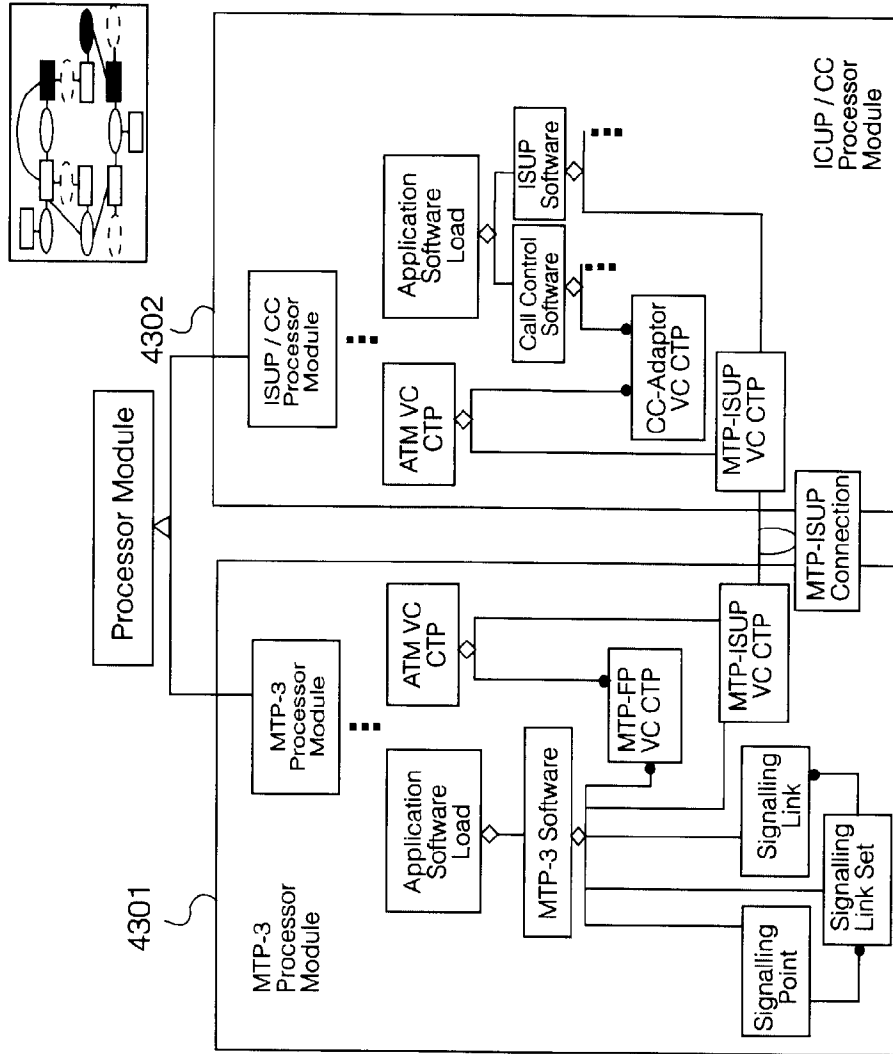 Processor Module
4301
4302
MTP-3
Processor
Module
MTP-3
Processor
Module
Application
Software
Load
ATM VC
CTP
MTP-3 Software
MTP-FP
VC CTP
MTP-ISUP
VC CTP
Signalling
Point
Signalling
Link Set
Signalling
Link
MTP-ISUP
Connection
ISUP / CC
Processor
Module
ATM VC
CTP
Application
Software
Load
Call Control
Software
ISUP
Software
CC-Adaptor
VC CTP
MTP-ISUP
VC CTP
ICUP / CC
Processor
Module